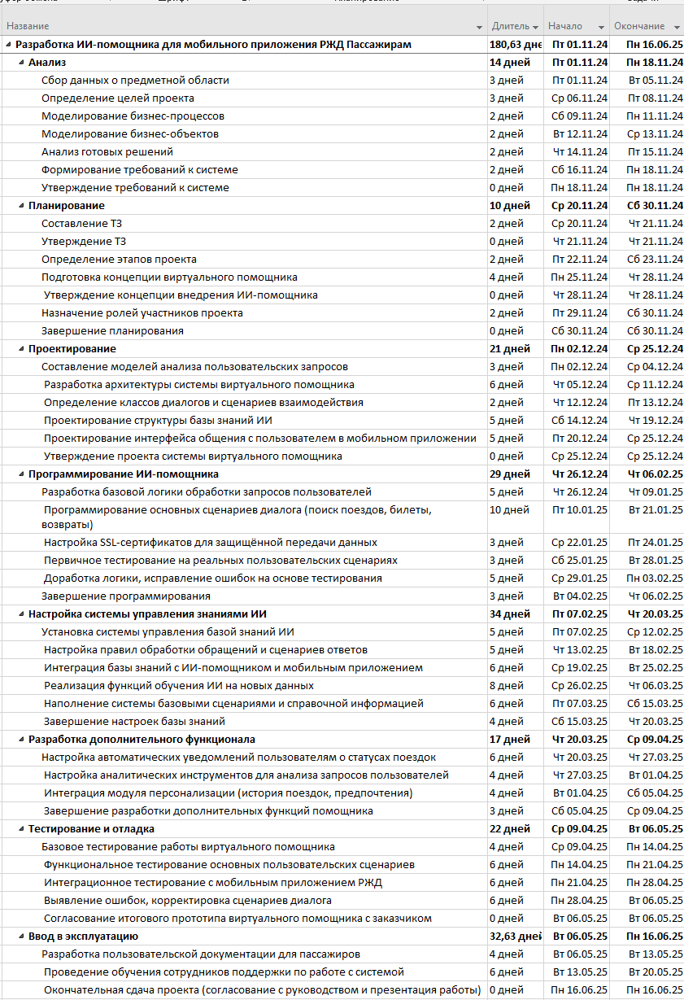 Название Длитель Начало Окончание
Разработка ИИ-помощника для мобильного приложения РЖД Пассажирам 180,63 дне Пт 01.11.24 Пн 16.06.25
Анализ 14 дней Пт 01.11.24 Пн 18.11.24
Сбор данных о предметной области 3 дней Пт 01.11.24 Вт 05.11.24
Определение целей проекта 3 дней Ср 06.11.24 Пт 08.11.24
Моделирование бизнес-процессов 2 дней Сб 09.11.24 Пн 11.11.24
Моделирование бизнес-объектов 2 дней Вт 12.11.24 Ср 13.11.24
Анализ готовых решений 2 дней Чт 14.11.24 Пт 15.11.24
Формирование требований к системе 2 дней Сб 16.11.24 Пн 18.11.24
Утверждение требований к системе 0 дней Пн 18.11.24 Пн 18.11.24
Планирование 10 дней Ср 20.11.24 Сб 30.11.24
Составление ТЗ 2 дней Ср 20.11.24 Чт 21.11.24
Утверждение ТЗ 0 дней Чт 21.11.24 Чт 21.11.24
Определение этапов проекта 2 дней Пт 22.11.24 Сб 23.11.24
Подготовка концепции виртуального помощника 4 дней Пн 25.11.24 Чт 28.11.24
Утверждение концепции внедрения ИИ-помощника 0 дней Чт 28.11.24 Чт 28.11.24
Назначение ролей участников проекта 2 дней Пт 29.11.24 Сб 30.11.24
Завершение планирования 0 дней Сб 30.11.24 Сб 30.11.24
Проектирование 21 дней Пн 02.12.24 Ср 25.12.24
Составление моделей анализа пользовательских запросов 3 дней Пн 02.12.24 Ср 04.12.24
Разработка архитектуры системы виртуального помощника 6 дней Чт 05.12.24 Ср 11.12.24
Определение классов диалогов и сценариев взаимодействия 2 дней Чт 12.12.24 Пт 13.12.24
Проектирование структуры базы знаний ИИ 5 дней Сб 14.12.24 Чт 19.12.24
Проектирование интерфейса общения с пользователем в мобильном приложении 5 дней Пт 20.12.24 Ср 25.12.24
Утверждение проекта системы виртуального помощника 0 дней Ср 25.12.24 Ср 25.12.24
Программирование ИИ-помощника 29 дней Чт 26.12.24 Чт 06.02.25
Разработка базовой логики обработки запросов пользователей 5 дней Чт 26.12.24 Чт 09.01.25
Программирование основных сценариев диалога (поиск поездов, билеты, 10 дней Пт 10.01.25 Вт 21.01.25
возвраты)
Настройка SSL-сертификатов для защищённой передачи данных 3 дней Ср 22.01.25 Пт 24.01.25
Первичное тестирование на реальных пользовательских сценариях 3 дней Сб 25.01.25 Вт 28.01.25
Доработка логики, исправление ошибок на основе тестирования 5 дней Ср 29.01.25 Пн 03.02.25
Завершение программирования 3 дней Вт 04.02.25 Чт 06.02.25
Настройка системы управления знаниями ИИ 34 дней Пт 07.02.25 Чт 20.03.25
Установка системы управления базой знаний ИИ 5 дней Пт 07.02.25 Ср 12.02.25
Настройка правил обработки обращений и сценариев ответов 5 дней Чт 13.02.25 Вт 18.02.25
Интеграция базы знаний с ИИ-помощником и мобильным приложением 6 дней Ср 19.02.25 Вт 25.02.25
Реализация функций обучения ИИ на новых данных 8 дней Ср 26.02.25 Чт 06.03.25
Наполнение системы базовыми сценариями и справочной информацией 6 дней Пт 07.03.25 Сб 15.03.25
Завершение настроек базы знаний 4 дней Сб 15.03.25 Чт 20.03.25
Разработка дополнительного функционала 17 дней Чт 20.03.25 Ср 09.04.25
Настройка автоматических уведомлений пользователям о статусах поездок 6 дней Чт 20.03.25 Чт 27.03.25
Настройка аналитических инструментов для анализа запросов пользователей 4 дней Чт 27.03.25 Вт 01.04.25
Интеграция модуля персонализации (история поездок, предпочтения) 4 дней Вт 01.04.25 Сб 05.04.25
Завершение разработки дополнительных функций помощника 3 дней Сб 05.04.25 Ср 09.04.25
Тестирование и отладка 22 дней Ср 09.04.25 Вт 06.05.25
Базовое тестирование работы виртуального помощника 4 дней Ср 09.04.25 Пн 14.04.25
Функциональное тестирование основных пользовательских сценариев 6 дней Пн 14.04.25 Пн 21.04.25
Интеграционное тестирование с мобильным приложением РЖД 6 дней Пн 21.04.25 Пн 28.04.25
Выявление ошибок, корректировка сценариев диалога 6 дней Пн 28.04.25 Вт 06.05.25
Согласование итогового прототипа виртуального помощника с заказчиком 0 дней Вт 06.05.25 Вт 06.05.25
Ввод в эксплуатацию 32,63 дней Вт 06.05.25 Пн 16.06.25
Разработка пользовательской документации для пассажиров 4 дней Вт 06.05.25 Вт 13.05.25
Проведение обучения сотрудников поддержки по работе с системой 6 дней Вт 13.05.25 Вт 20.05.25
Окончательная сдача проекта (согласование с руководством и презентация работы) 0 дней Пн 16.06.25 Пн 16.06.25